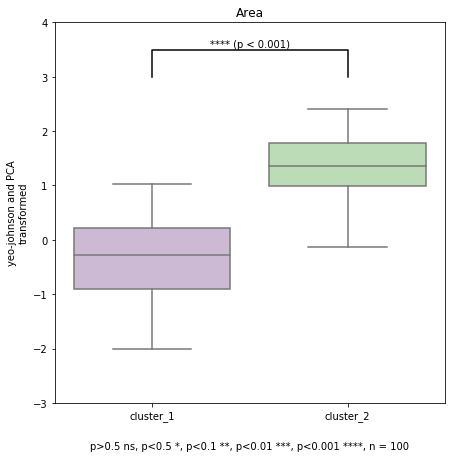 Area
**** (p < 0.001)
4
3
2
1
0
−1
−2
−3
yeo-johnson and PCA
transformed
cluster_1
cluster_2
p>0.5 ns, p<0.5 *, p<0.1 **, p<0.01 ***, p<0.001 ****, n = 100